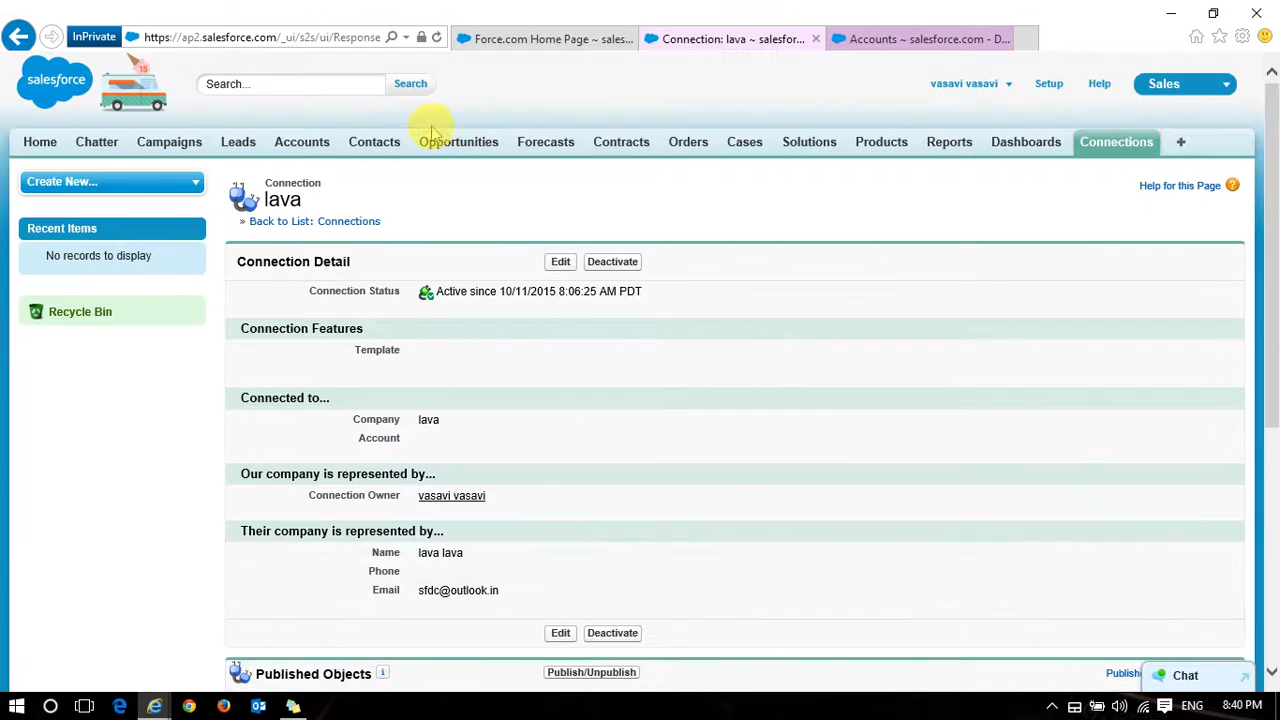 InPrivate
https://ap2.salesforce.com/_ui/s2s/ui/Response
Force.com Home Page ~ sales...
Connection: lava ~ salesfor...
Accounts ~ salesforce.com - D...
salesforce
15
Search...
Search
vasavi vasavi
Setup
Help
Sales
Home
Chatter
Campaigns
Leads
Accounts
Contacts
Opportunities
Forecasts
Contracts
Orders
Cases
Solutions
Products
Reports
Dashboards
Connections
+
Create New...
Recent Items
No records to display
Recycle Bin
Connection
lava
» Back to List: Connections
Help for this Page ?
Connection Detail
Edit
Deactivate
Connection Status Active since 10/11/2015 8:06:25 AM PDT
Connection Features
Template
Connected to...
Company lava
Account
Our company is represented by...
Connection Owner vasavi vasavi
Their company is represented by...
Name lava lava
Phone
Email sfdc@outlook.in
Edit
Deactivate
Published Objects i
Publish/Unpublish
Publish
Chat
ENG
8:40 PM